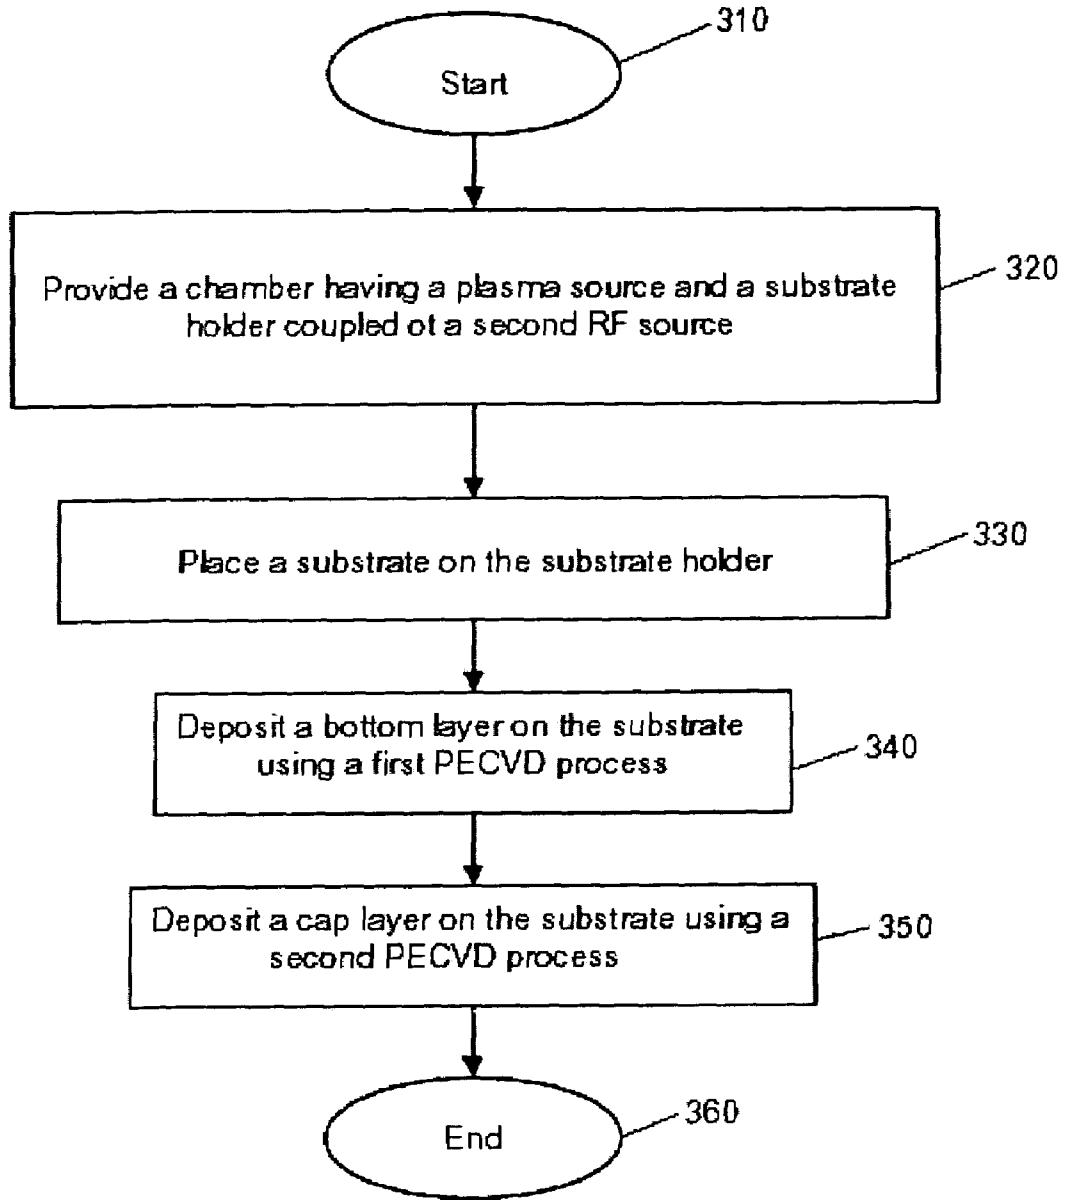 310
Start
320
Provide a chamber having a plasma source and a substrate
holder coupled ot a second RF source
330
Place a substrate on the substrate holder
340
Deposit a bottom layer on the substrate
using a first PECVD process
350
Deposit a cap layer on the substrate using a
second PECVD process
360
End